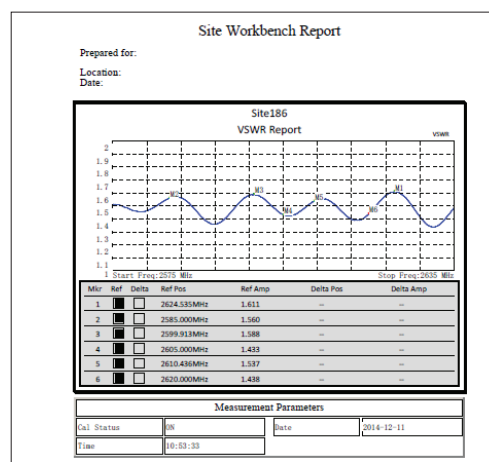 Site Workbench Report
Prepared for:
Location:
Date:
Site186
VSWR Report
VSWR
2
1.9
1.8
1.7
1.6
1.5
1.4
1.3
1.2
1.1
1
M2
M3
M4
M5
M6
M1
Start Freq:2575 MHz
Stop Freq:2635 MHz
Mkr Ref Delta Ref Pos Ref Amp Delta Pos Delta Amp
1 2624.535MHz 1.611 -- --
2 2585.000MHz 1.560 -- --
3 2599.913MHz 1.588 -- --
4 2605.000MHz 1.433 -- --
5 2610.436MHz 1.537 -- --
6 2620.000MHz 1.438 -- --
Measurement Parameters
Cal Status ON Date 2014-12-11
Time 10:53:33